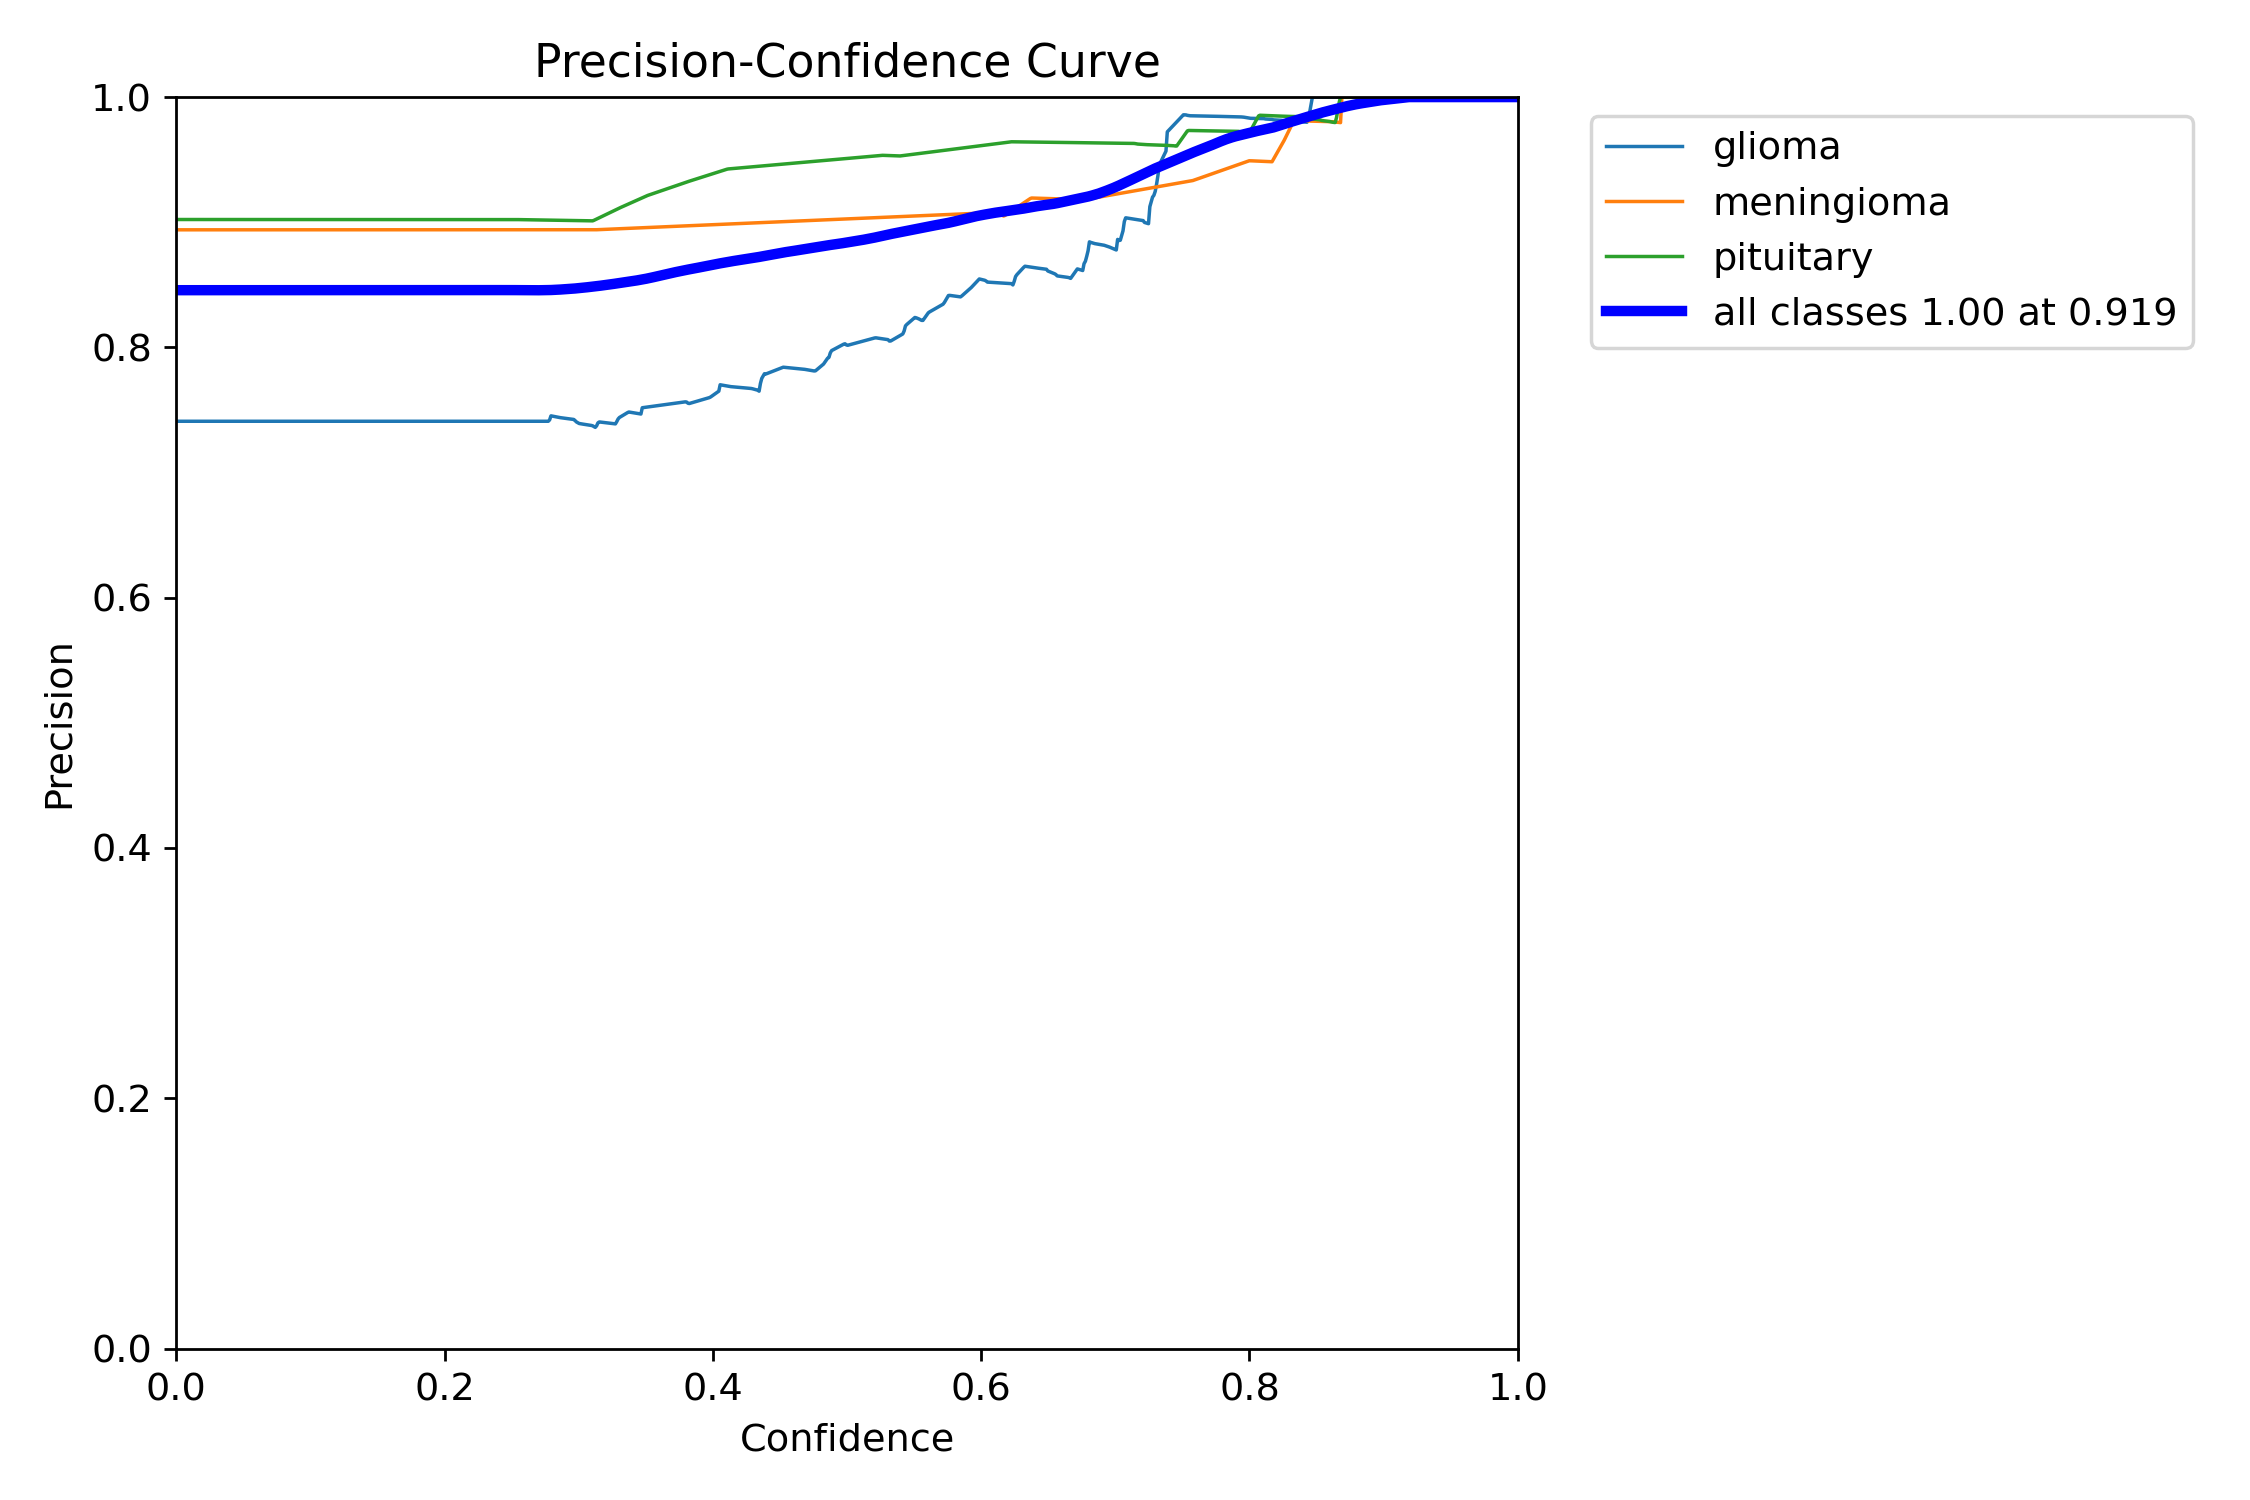 Precision-Confidence Curve
1.0
0.8
0.6
0.4
0.2
0.0
Precision
0.0 0.2 0.4 0.6 0.8 1.0
Confidence
glioma
meningioma
pituitary
all classes 1.00 at 0.919